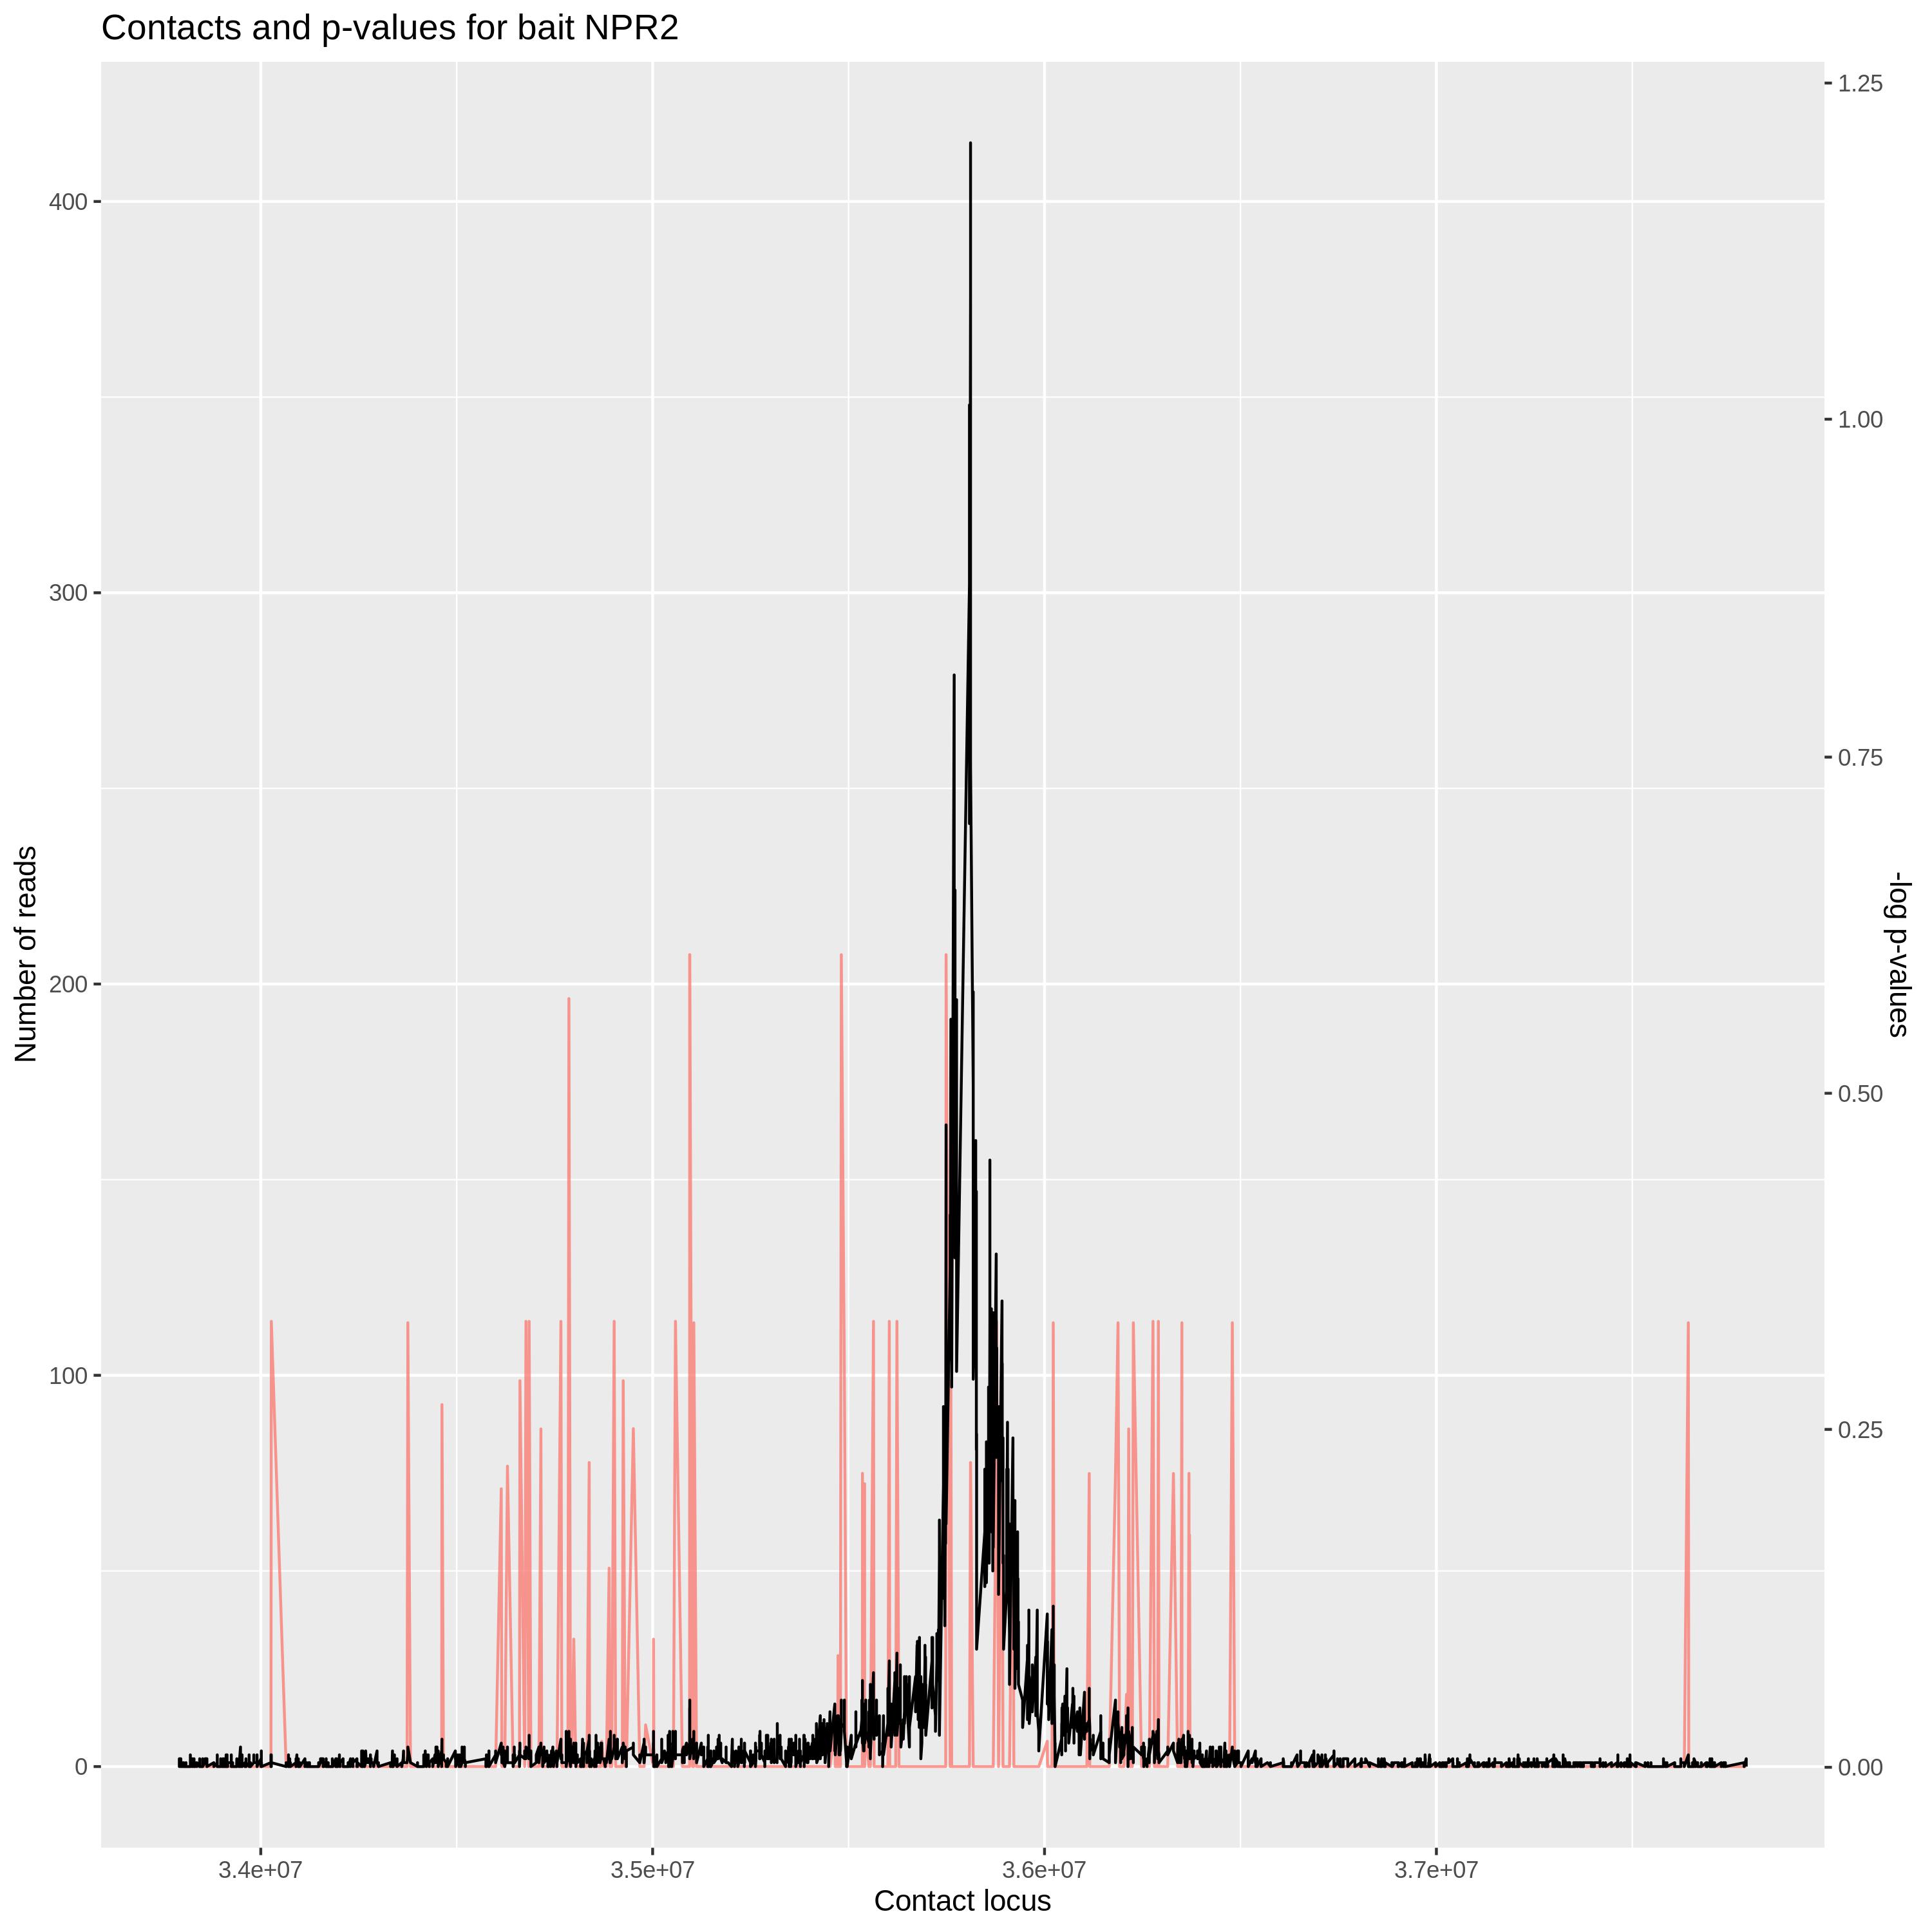 Contacts and p-values for bait NPR2
Number of reads
400
300
200
100
0
1.25
1.00
0.75
0.50
0.25
0.00
-log p-values
3.4e+07 3.5e+07 3.6e+07 3.7e+07
Contact locus